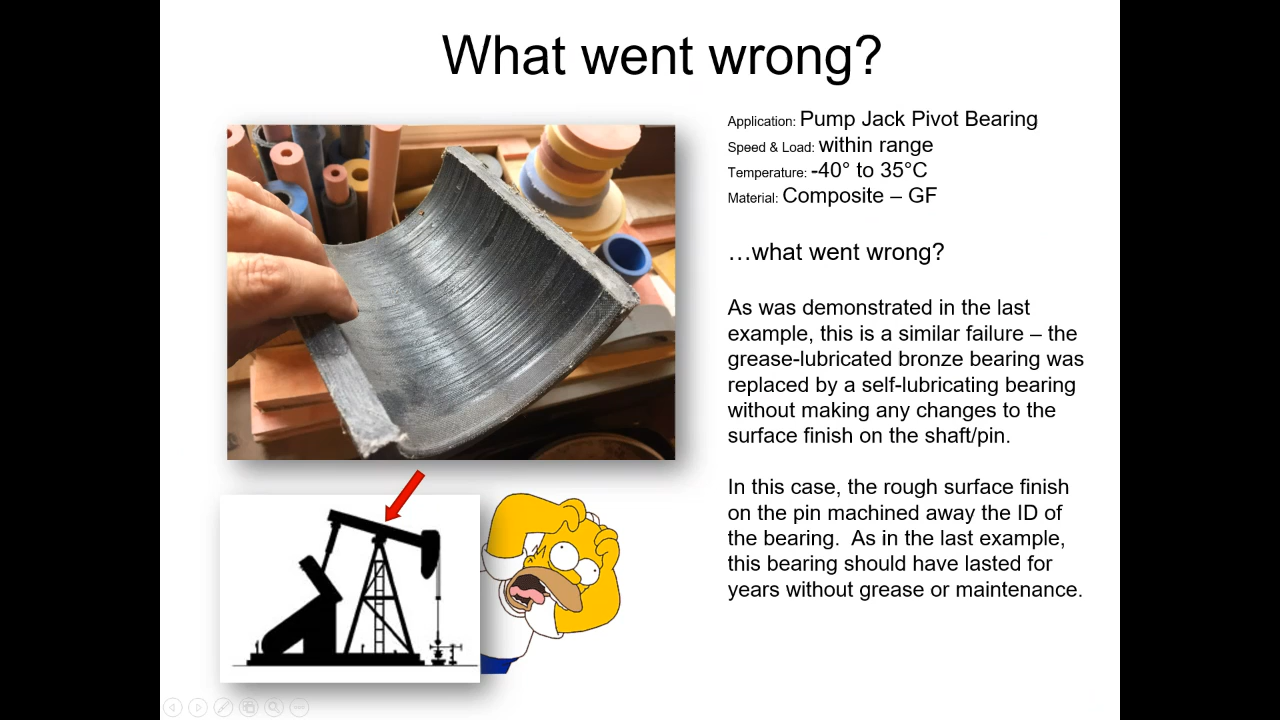 What went wrong?
Application: Pump Jack Pivot Bearing
Speed & Load: within range
Temperature: -40° to 35°C
Material: Composite – GF
…what went wrong?
As was demonstrated in the last
example, this is a similar failure – the
grease-lubricated bronze bearing was
replaced by a self-lubricating bearing
without making any changes to the
surface finish on the shaft/pin.
In this case, the rough surface finish
on the pin machined away the ID of
the bearing.  As in the last example,
this bearing should have lasted for
years without grease or maintenance.